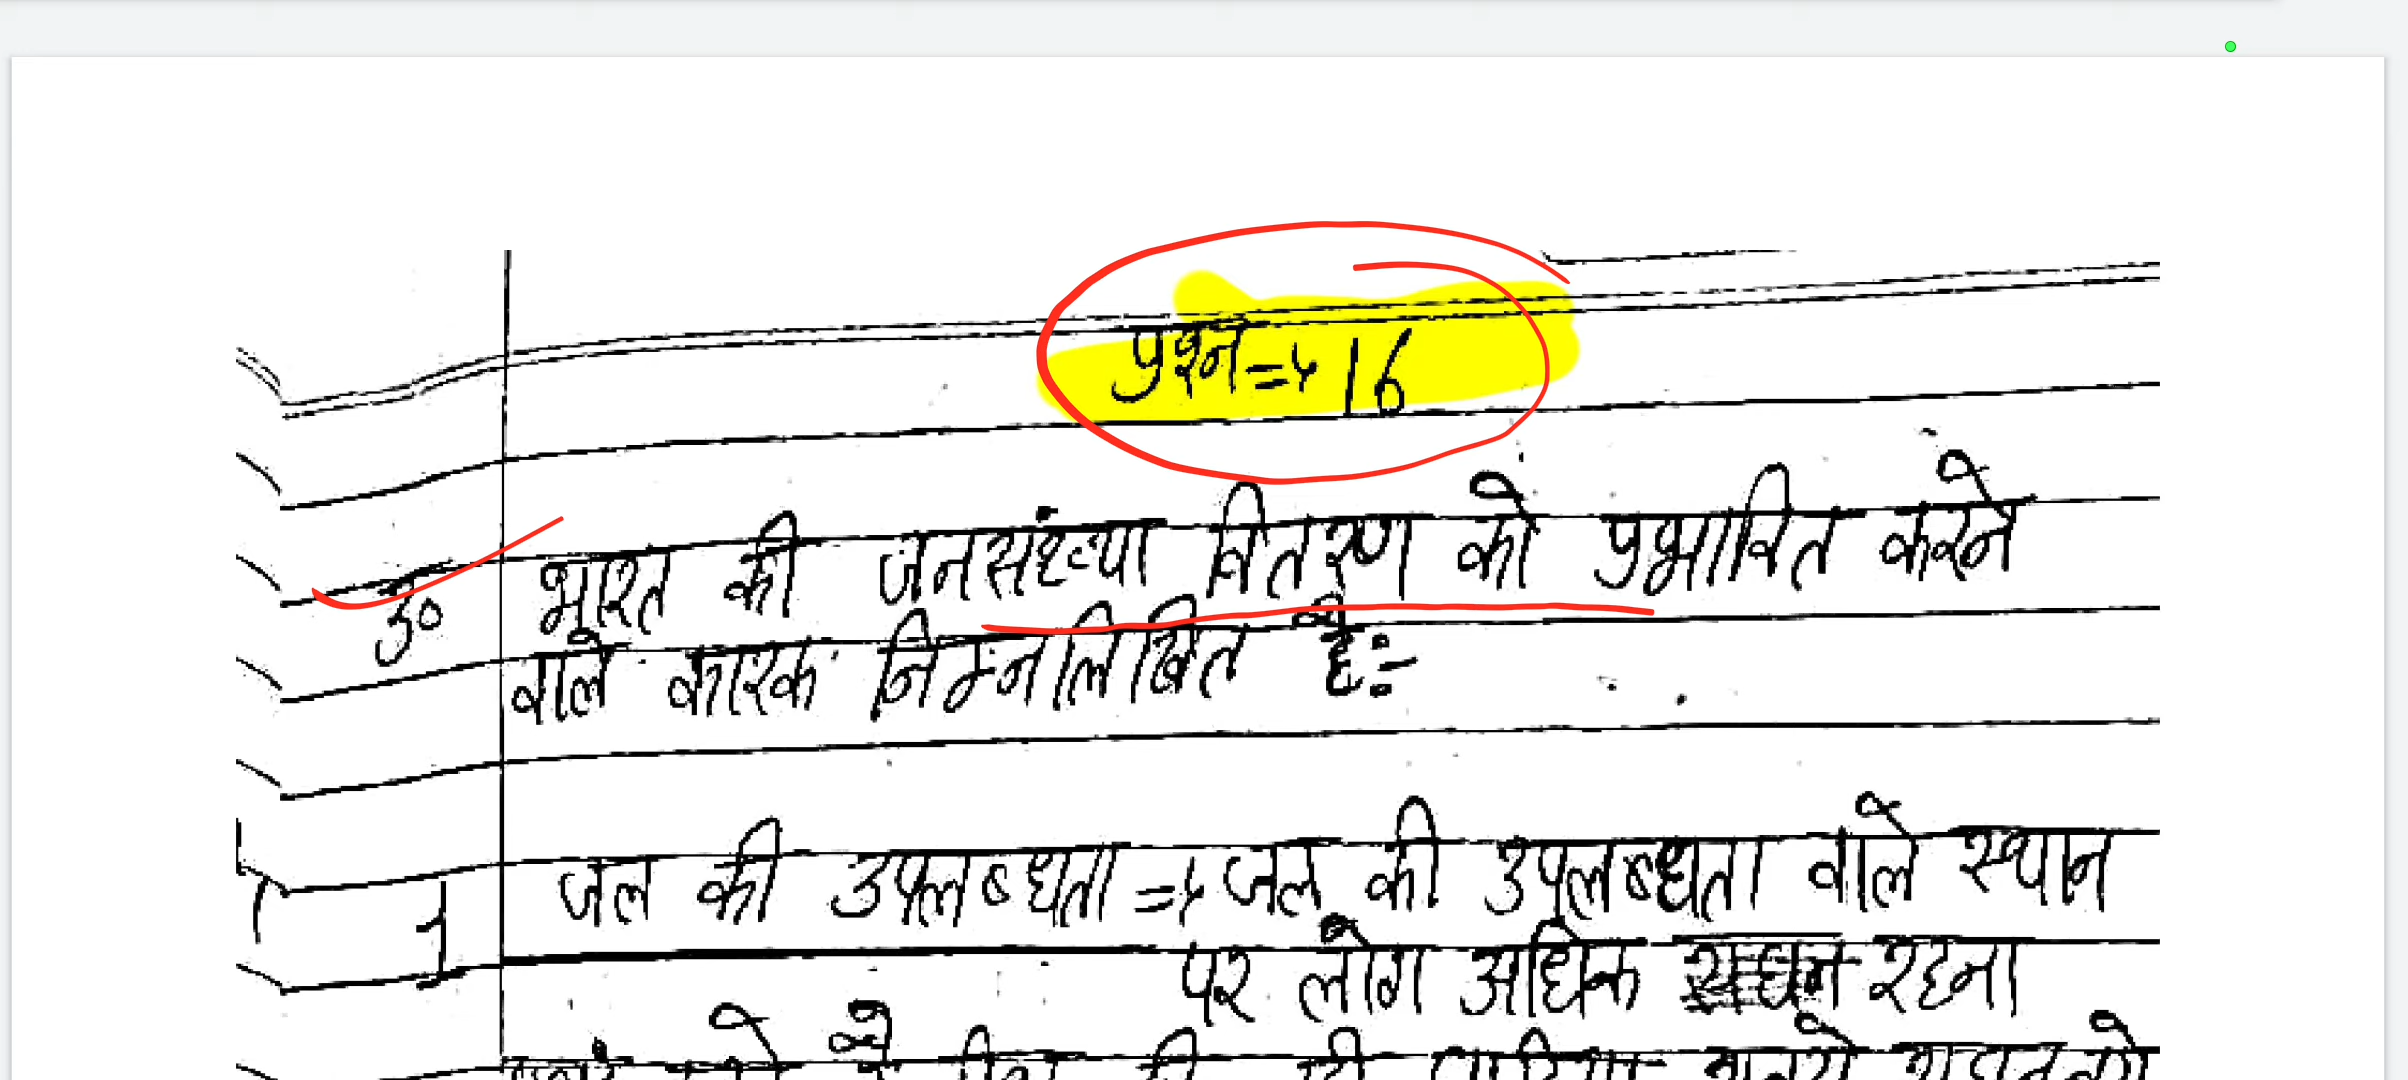 प्रश्न => 16
उ० भारत की जनसंख्या वितरण को प्रभावित करने
वाले कारक निम्नलिखित है:-
1 जल की उपलब्धता => जल की उपलब्धता वाले स्थान
पर लोग अधिक रहना